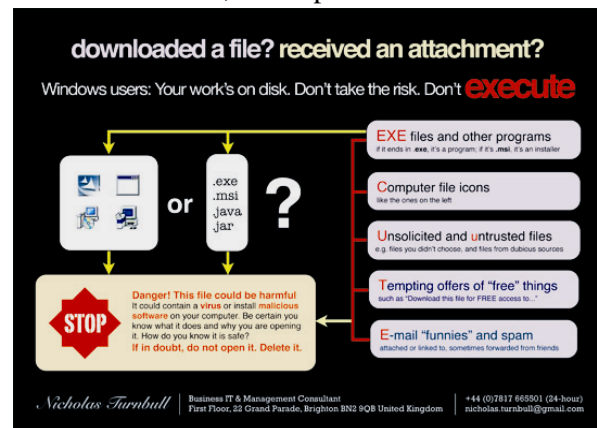 downloaded a file? received an attachment?
Windows users: Your work's on disk. Don't take the risk. Don't execute
EXE files and other programs
if it ends in .exe, it's a program; if it's .msi, it's an installer
Computer file icons
like the ones on the left
Unsolicited and untrusted files
e.g. files you didn't choose, and files from dubious sources
Tempting offers of "free" things
such as "Download this file for FREE access to..."
E-mail "funnies" and spam
attached or linked to, sometimes forwarded from friends
or
.exe
.msi
.java
.jar
?
STOP
Danger! This file could be harmful
It could contain a virus or install malicious
software on your computer. Be certain you
know what it does and why you are opening
it. How do you know it is safe?
If in doubt, do not open it. Delete it.
Nicholas Turnbull
Business IT & Management Consultant
First Floor, 22 Grand Parade, Brighton BN2 9QB United Kingdom
+44 (0)7817 665501 (24-hour)
nicholas.turnbull@gmail.com